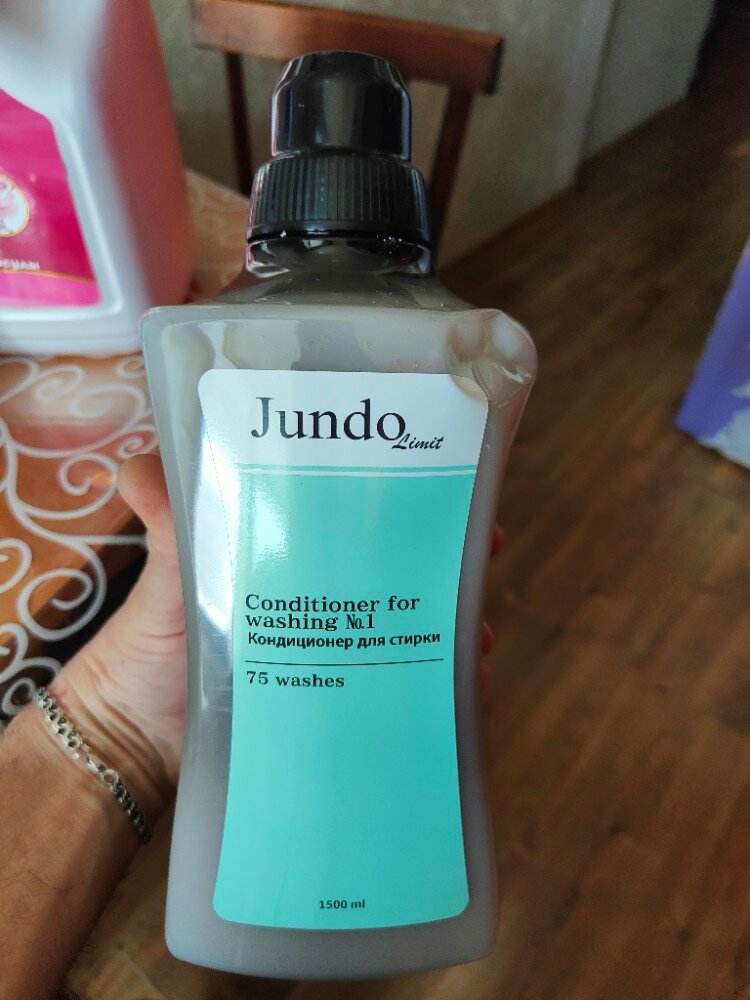 Jundo
Limit
Conditioner for
washing №1
Кондиционер для стирки
75 washes
1500 ml